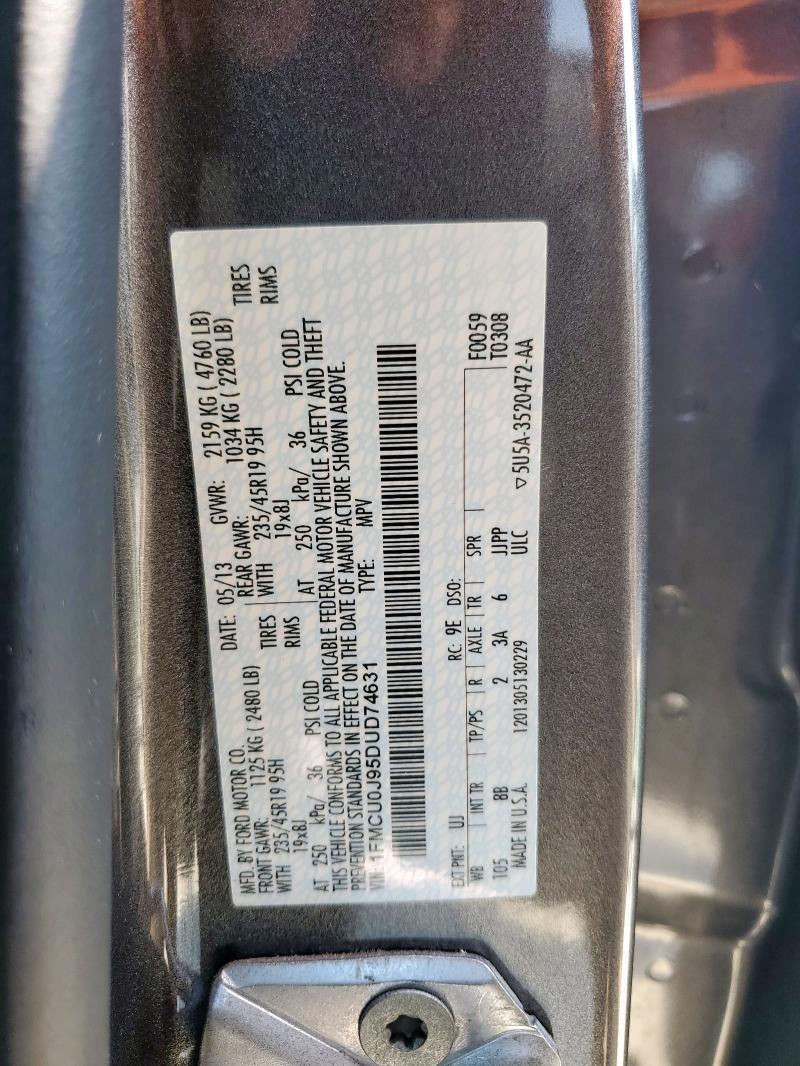 MFD. BY FORD MOTOR CO.
DATE: 05/13 GVWR: 2159 KG ( 4760 LB)
FRONT GAWR: 1125 KG ( 2480 LB)
REAR GAWR: 1034 KG ( 2280 LB)
WITH 235/45R19 95H TIRES
WITH 235/45R19 95H TIRES
19x8J RIMS
19x8J RIMS
AT 250 kPa/ 36 PSI COLD
AT 250 kPa/ 36 PSI COLD
THIS VEHICLE CONFORMS TO ALL APPLICABLE FEDERAL MOTOR VEHICLE SAFETY AND THEFT
PREVENTION STANDARDS IN EFFECT ON THE DATE OF MANUFACTURE SHOWN ABOVE.
VIN: 1FMCU0J95DUD74631 TYPE: MPV
EXT PNT: UJ RC: 9E DSO: F0059
WB INT TR TP/PS R AXLE TR SPR T0308
105 8B 2 3A 6 JJPP
MADE IN U.S.A. 1201305130229 ULC ▽5U5A-3520472-AA